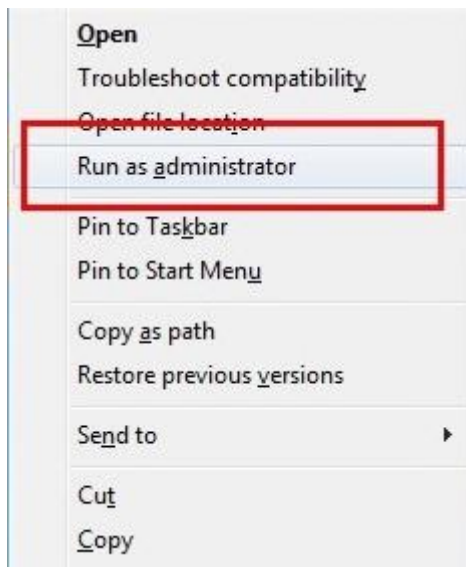 Open
Troubleshoot compatibility
Open file location
Run as administrator
Pin to Taskbar
Pin to Start Menu
Copy as path
Restore previous versions
Send to
Cut
Copy